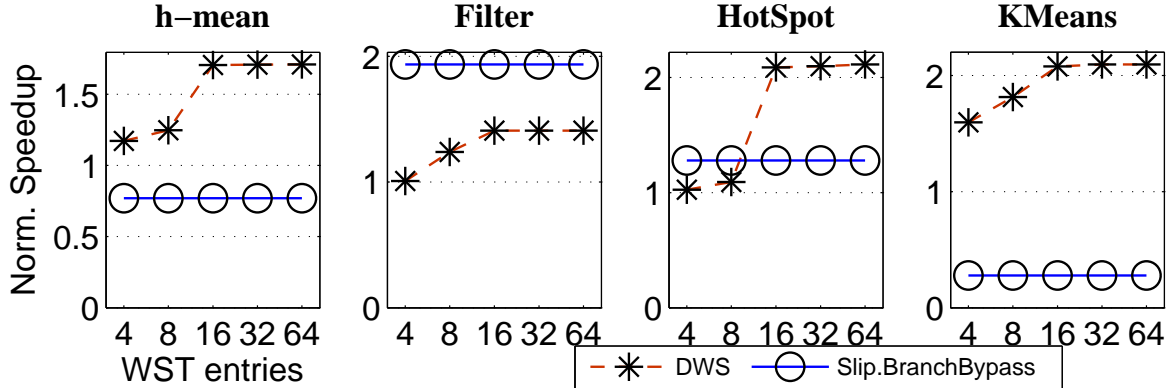 h−mean
Filter
HotSpot
KMeans
Norm. Speedup
1.5
1
0.5
0
2
1
0
2
1
0
2
1
0
4 8 16 32 64
4 8 16 32 64
4 8 16 32 64
4 8 16 32 64
WST entries
DWS
Slip.BranchBypass